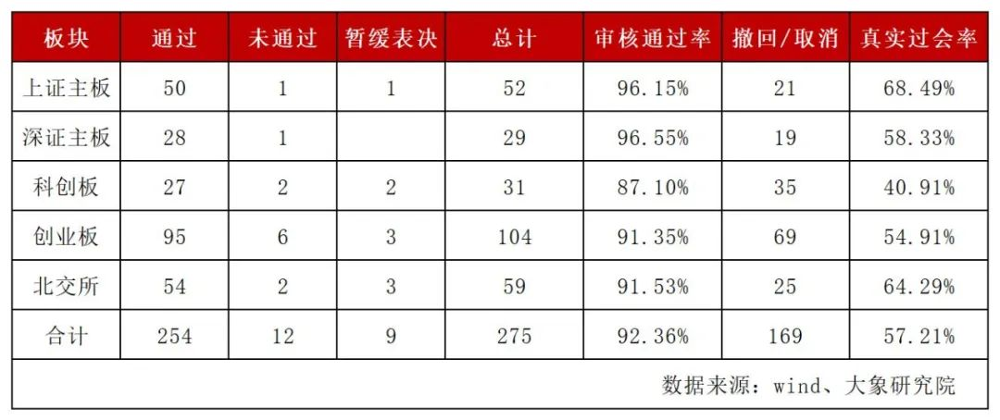 板块 通过 未通过 暂缓表决 总计 审核通过率 撤回/取消 真实过会率
上证主板 50 1 1 52 96.15% 21 68.49%
深证主板 28 1 29 96.55% 19 58.33%
科创板 27 2 2 31 87.10% 35 40.91%
创业板 95 6 3 104 91.35% 69 54.91%
北交所 54 2 3 59 91.53% 25 64.29%
合计 254 12 9 275 92.36% 169 57.21%
数据来源：wind、大象研究院